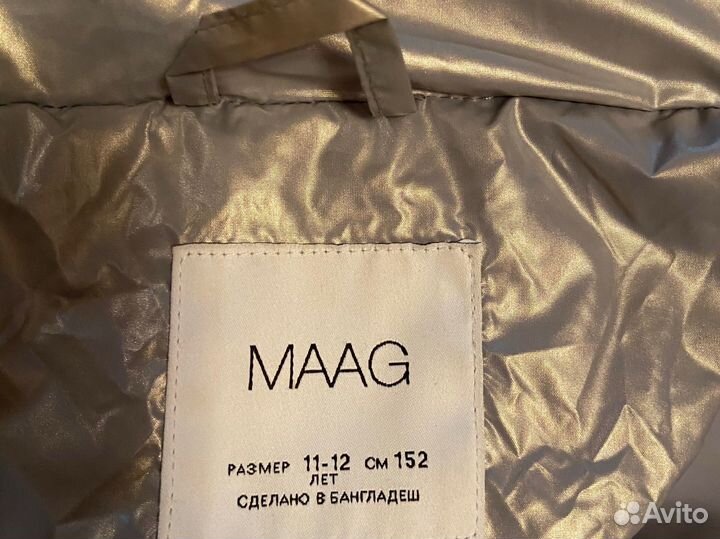 MAAG
РАЗМЕР 11-12 СМ 152
ЛЕТ
СДЕЛАНО В БАНГЛАДЕШ
Avito